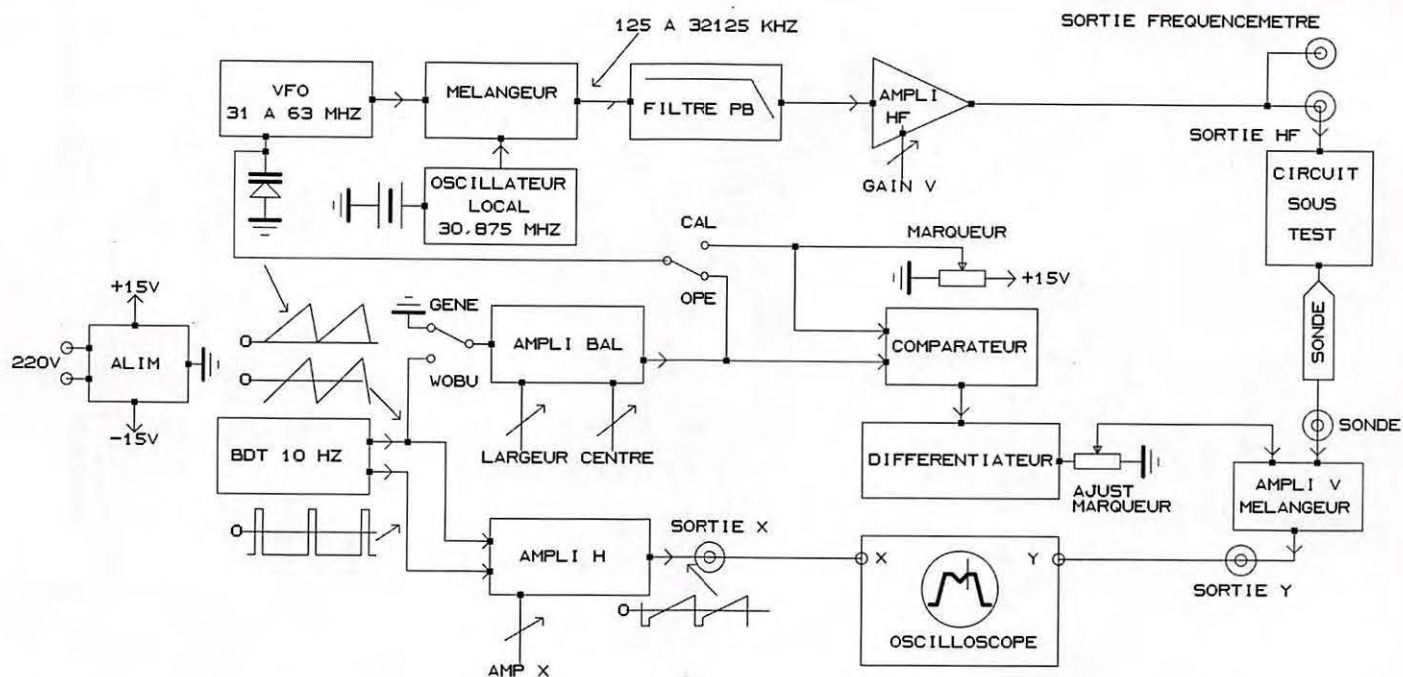 125 A 32125 KHZ
SORTIE FRÉQUENCEMÈTRE
VFO
31 A 63 MHZ
MELANGEUR
FILTRE PB
AMPLI
HF
SORTIE HF
GAIN V
OSCILLATEUR
LOCAL
30,875 MHZ
CIRCUIT
SOUS
TEST
CAL
OPE
MARQUEUR
+15V
+15V
220V
ALIM
-15V
GENE
WOBU
AMPLI BAL
COMPARATEUR
SONDE
BDT 10 HZ
LARGEUR
CENTRE
DIFFERENTIATEUR
SONDE
AJUST
MARQUEUR
AMPLI V
MELANGEUR
AMPLI H
SORTIE X
X
Y
SORTIE Y
OSCILLOSCOPE
AMP X